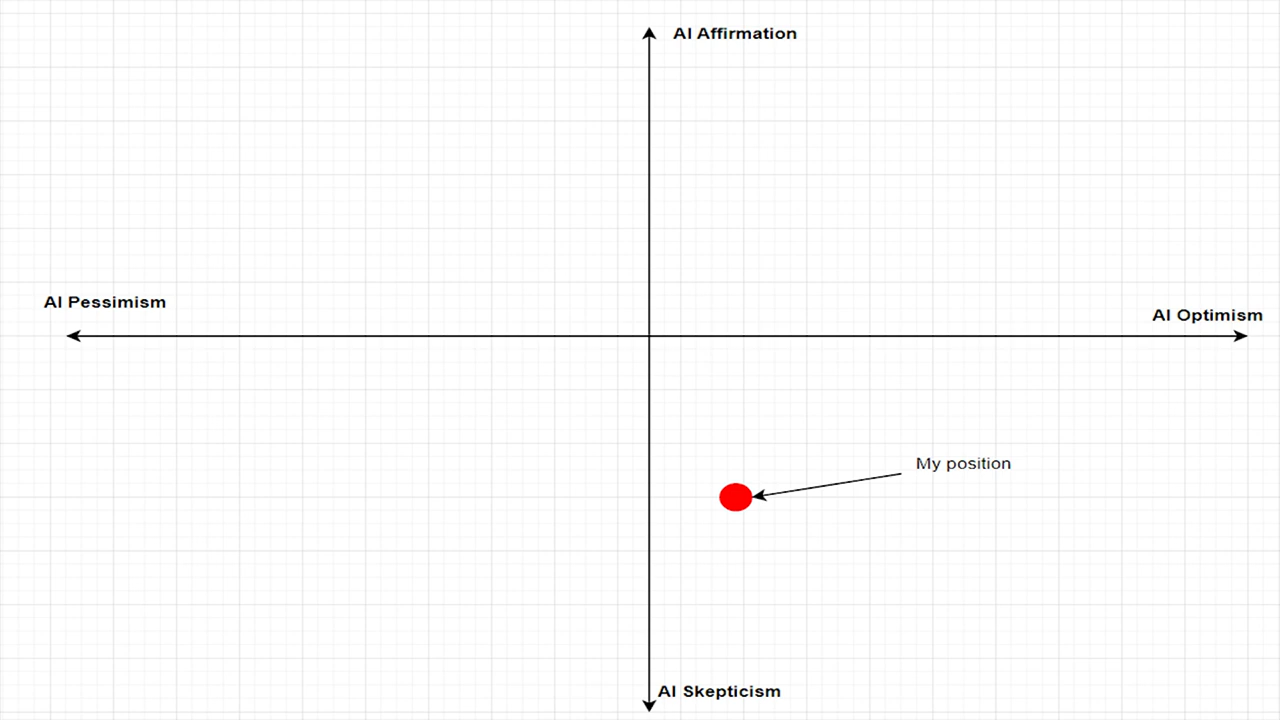 AI Affirmation
AI Pessimism
AI Optimism
My position
AI Skepticism